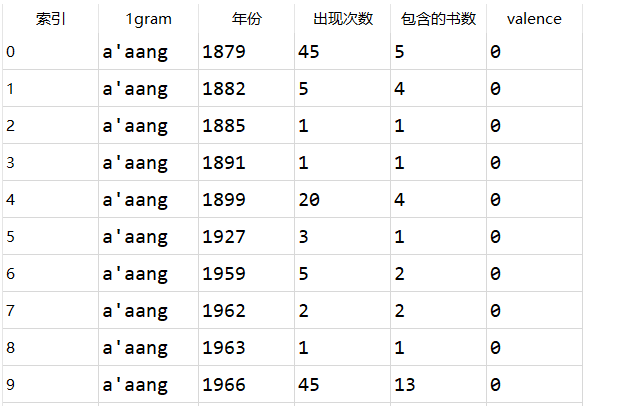 索引 1gram 年份 出现次数 包含的书数 valence
0 a'aang 1879 45 5 0
1 a'aang 1882 5 4 0
2 a'aang 1885 1 1 0
3 a'aang 1891 1 1 0
4 a'aang 1899 20 4 0
5 a'aang 1927 3 1 0
6 a'aang 1959 5 2 0
7 a'aang 1962 2 2 0
8 a'aang 1963 1 1 0
9 a'aang 1966 45 13 0